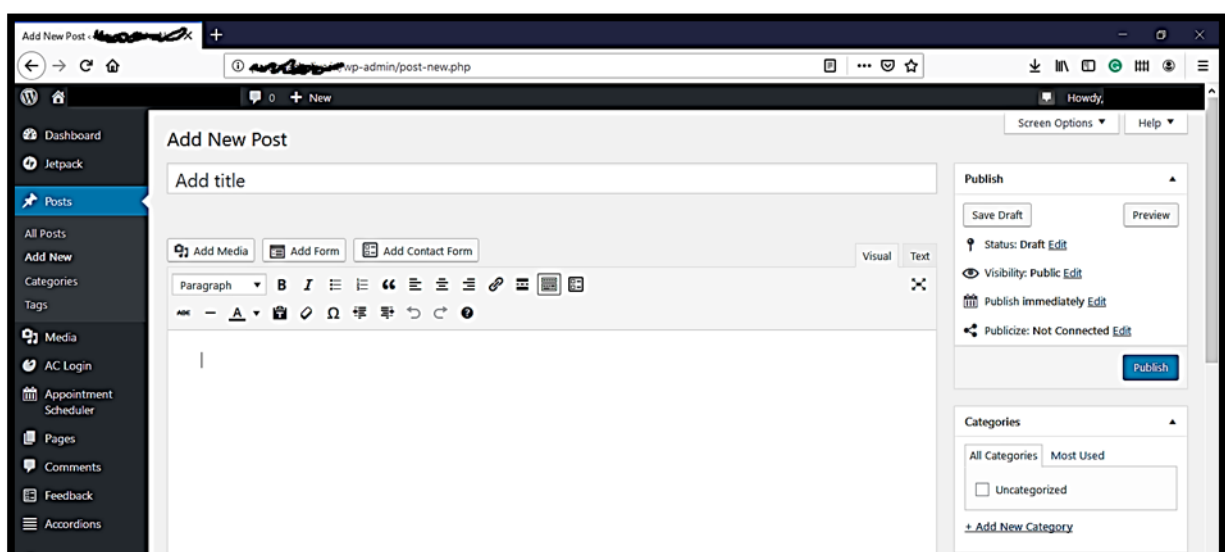 Add New Post
wp-admin/post-new.php
0 + New
Howdy,
Screen Options ▼ Help ▼
Dashboard
Jetpack
Posts
All Posts
Add New
Categories
Tags
Media
AC Login
Appointment
Scheduler
Pages
Comments
Feedback
Accordions
Add New Post
Add title
Add Media Add Form Add Contact Form
Visual Text
Paragraph B I
ABC A Ω
Publish
Save Draft Preview
Status: Draft Edit
Visibility: Public Edit
Publish immediately Edit
Publicize: Not Connected Edit
Publish
Categories
All Categories Most Used
Uncategorized
+ Add New Category